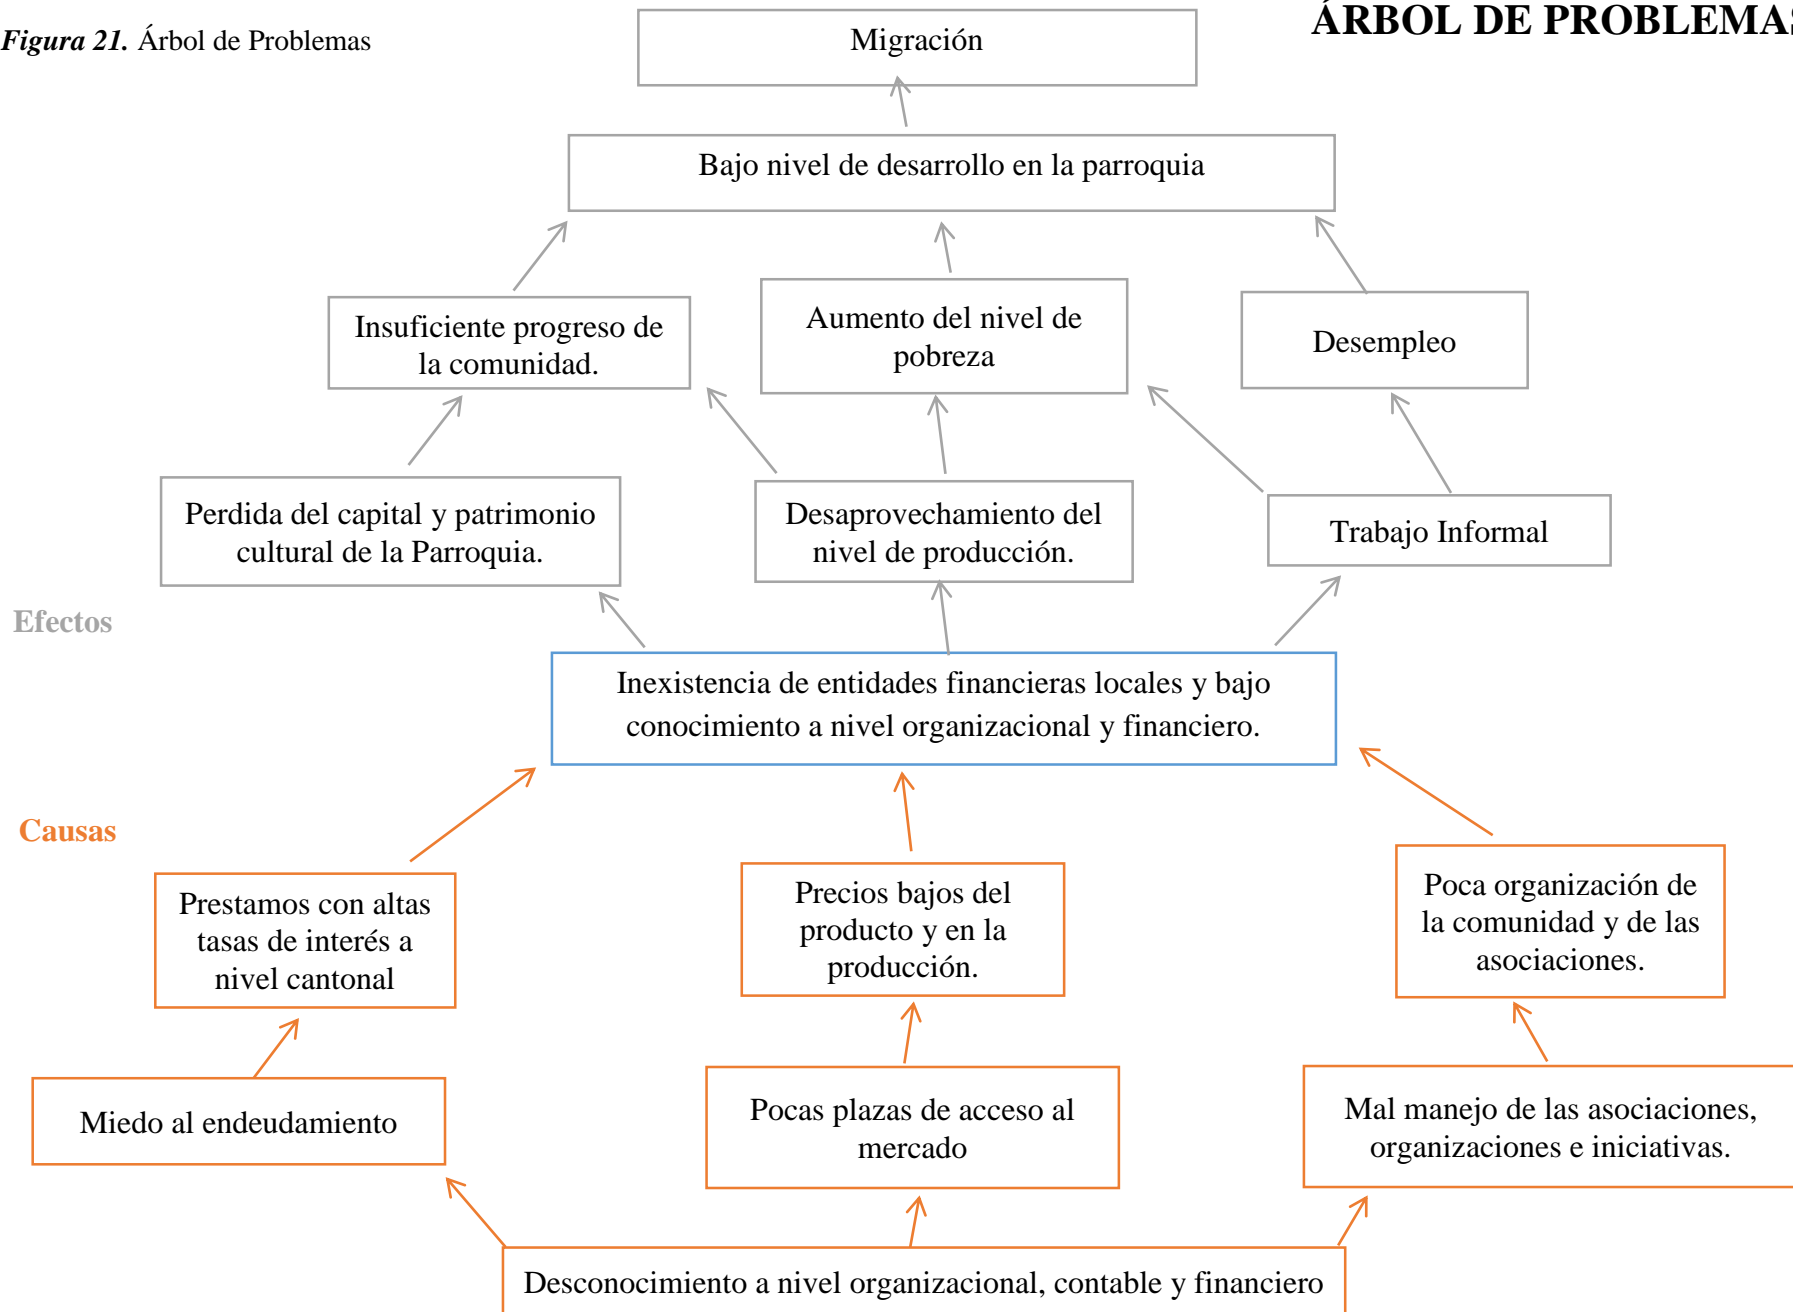 Figura 21. Árbol de Problemas
ÁRBOL DE PROBLEMAS
Migración
Bajo nivel de desarrollo en la parroquia
Insuficiente progreso de
la comunidad.
Aumento del nivel de
pobreza
Desempleo
Perdida del capital y patrimonio
cultural de la Parroquia.
Desaprovechamiento del
nivel de producción.
Trabajo Informal
Efectos
Inexistencia de entidades financieras locales y bajo
conocimiento a nivel organizacional y financiero.
Causas
Prestamos con altas
tasas de interés a
nivel cantonal
Precios bajos del
producto y en la
producción.
Poca organización de
la comunidad y de las
asociaciones.
Miedo al endeudamiento
Pocas plazas de acceso al
mercado
Mal manejo de las asociaciones,
organizaciones e iniciativas.
Desconocimiento a nivel organizacional, contable y financiero